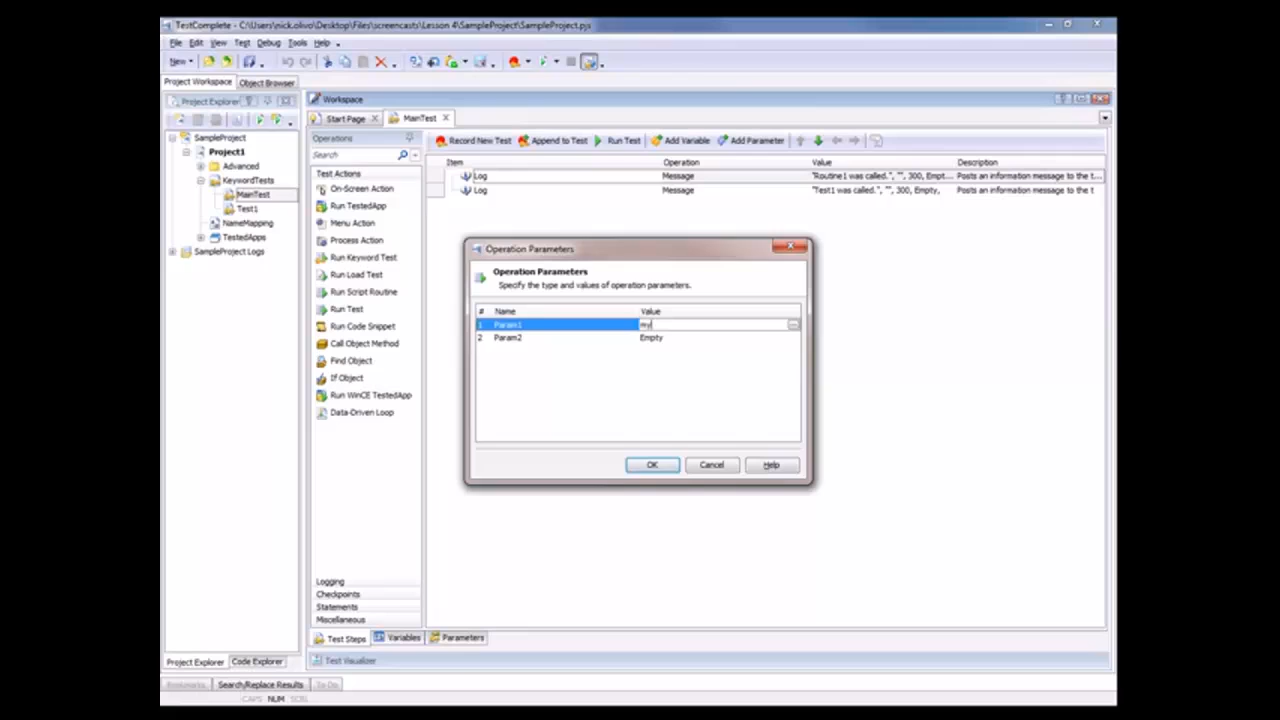 TestComplete - C:\Users\nick.olivo\Desktop\Files\screencasts\Lesson 4\SampleProject\SampleProject.pjs
File Edit View Test Debug Tools Help
New
Project Workspace Object Browser
Project Explorer
Workspace
Start Page MainTest
SampleProject
Project1
Advanced
KeywordTests
MainTest
Test1
NameMapping
TestedApps
SampleProject Logs
Operations
Search
Test Actions
On-Screen Action
Run TestedApp
Menu Action
Process Action
Run Keyword Test
Run Load Test
Run Script Routine
Run Test
Run Code Snippet
Call Object Method
Find Object
If Object
Run WinCE TestedApp
Data-Driven Loop
Logging
Checkpoints
Statements
Miscellaneous
Record New Test Append to Test Run Test Add Variable Add Parameter
Item Operation Value Description
Log Message "Routine1 was called.", "", 300, Empt... Posts an information message to the t...
Log Message "Test1 was called.", "", 300, Empty, Posts an information message to the t
Operation Parameters
Operation Parameters
Specify the type and values of operation parameters.
# Name Value
1 Param1 my
2 Param2 Empty
OK Cancel Help
Test Steps Variables Parameters
Project Explorer Code Explorer
Test Visualizer
Bookmarks Search/Replace Results To Do
CAPS NUM SCRL